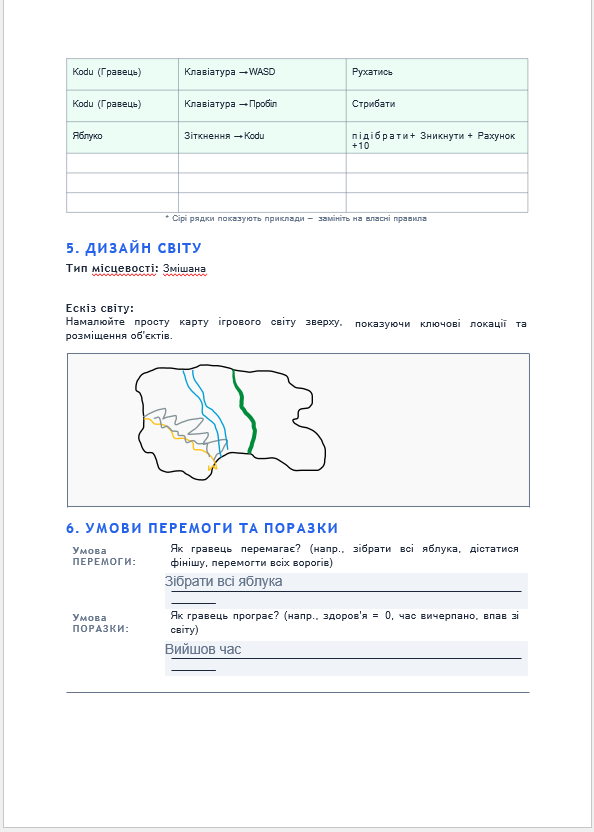 Kodu (Гравець) Клавіатура →WASD Рухатись
Kodu (Гравець) Клавіатура →Пробіл Стрибати
Яблуко Зіткнення →Kodu підібрати+ Зникнути + Рахунок
+10
* Сірі рядки показують приклади — замініть на власні правила
5. ДИЗАЙН СВІТУ
Тип місцевості: Змішана
Ескіз світу:
Намалюйте просту карту ігрового світу зверху, показуючи ключові локації та
розміщення об'єктів.
6. УМОВИ ПЕРЕМОГИ ТА ПОРАЗКИ
Умова
ПЕРЕМОГИ:
Як гравець перемагає? (напр., зібрати всі яблука, дістатися
фінішу, перемогти всіх ворогів)
Зібрати всі яблука
Умова
ПОРАЗКИ:
Як гравець програє? (напр., здоров'я = 0, час вичерпано, впав зі
світу)
Вийшов час